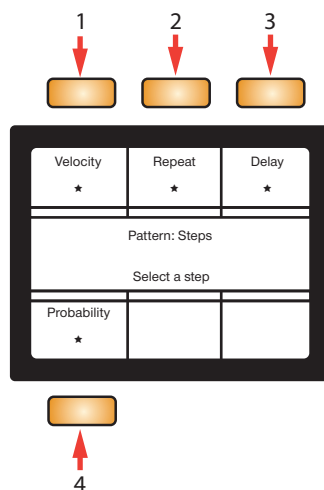 1 2 3
Velocity Repeat Delay
★ ★ ★
Pattern: Steps
Select a step
Probability
★
4